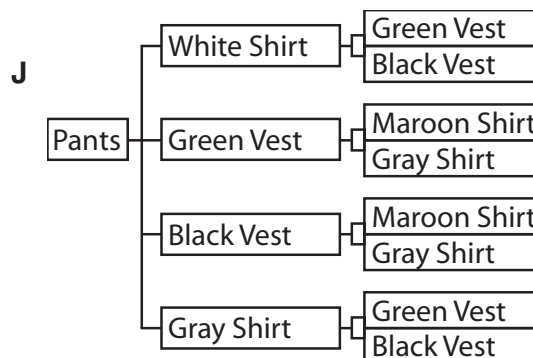 J
Pants
White Shirt
Green Vest
Black Vest
Green Vest
Maroon Shirt
Gray Shirt
Black Vest
Maroon Shirt
Gray Shirt
Gray Shirt
Green Vest
Black Vest